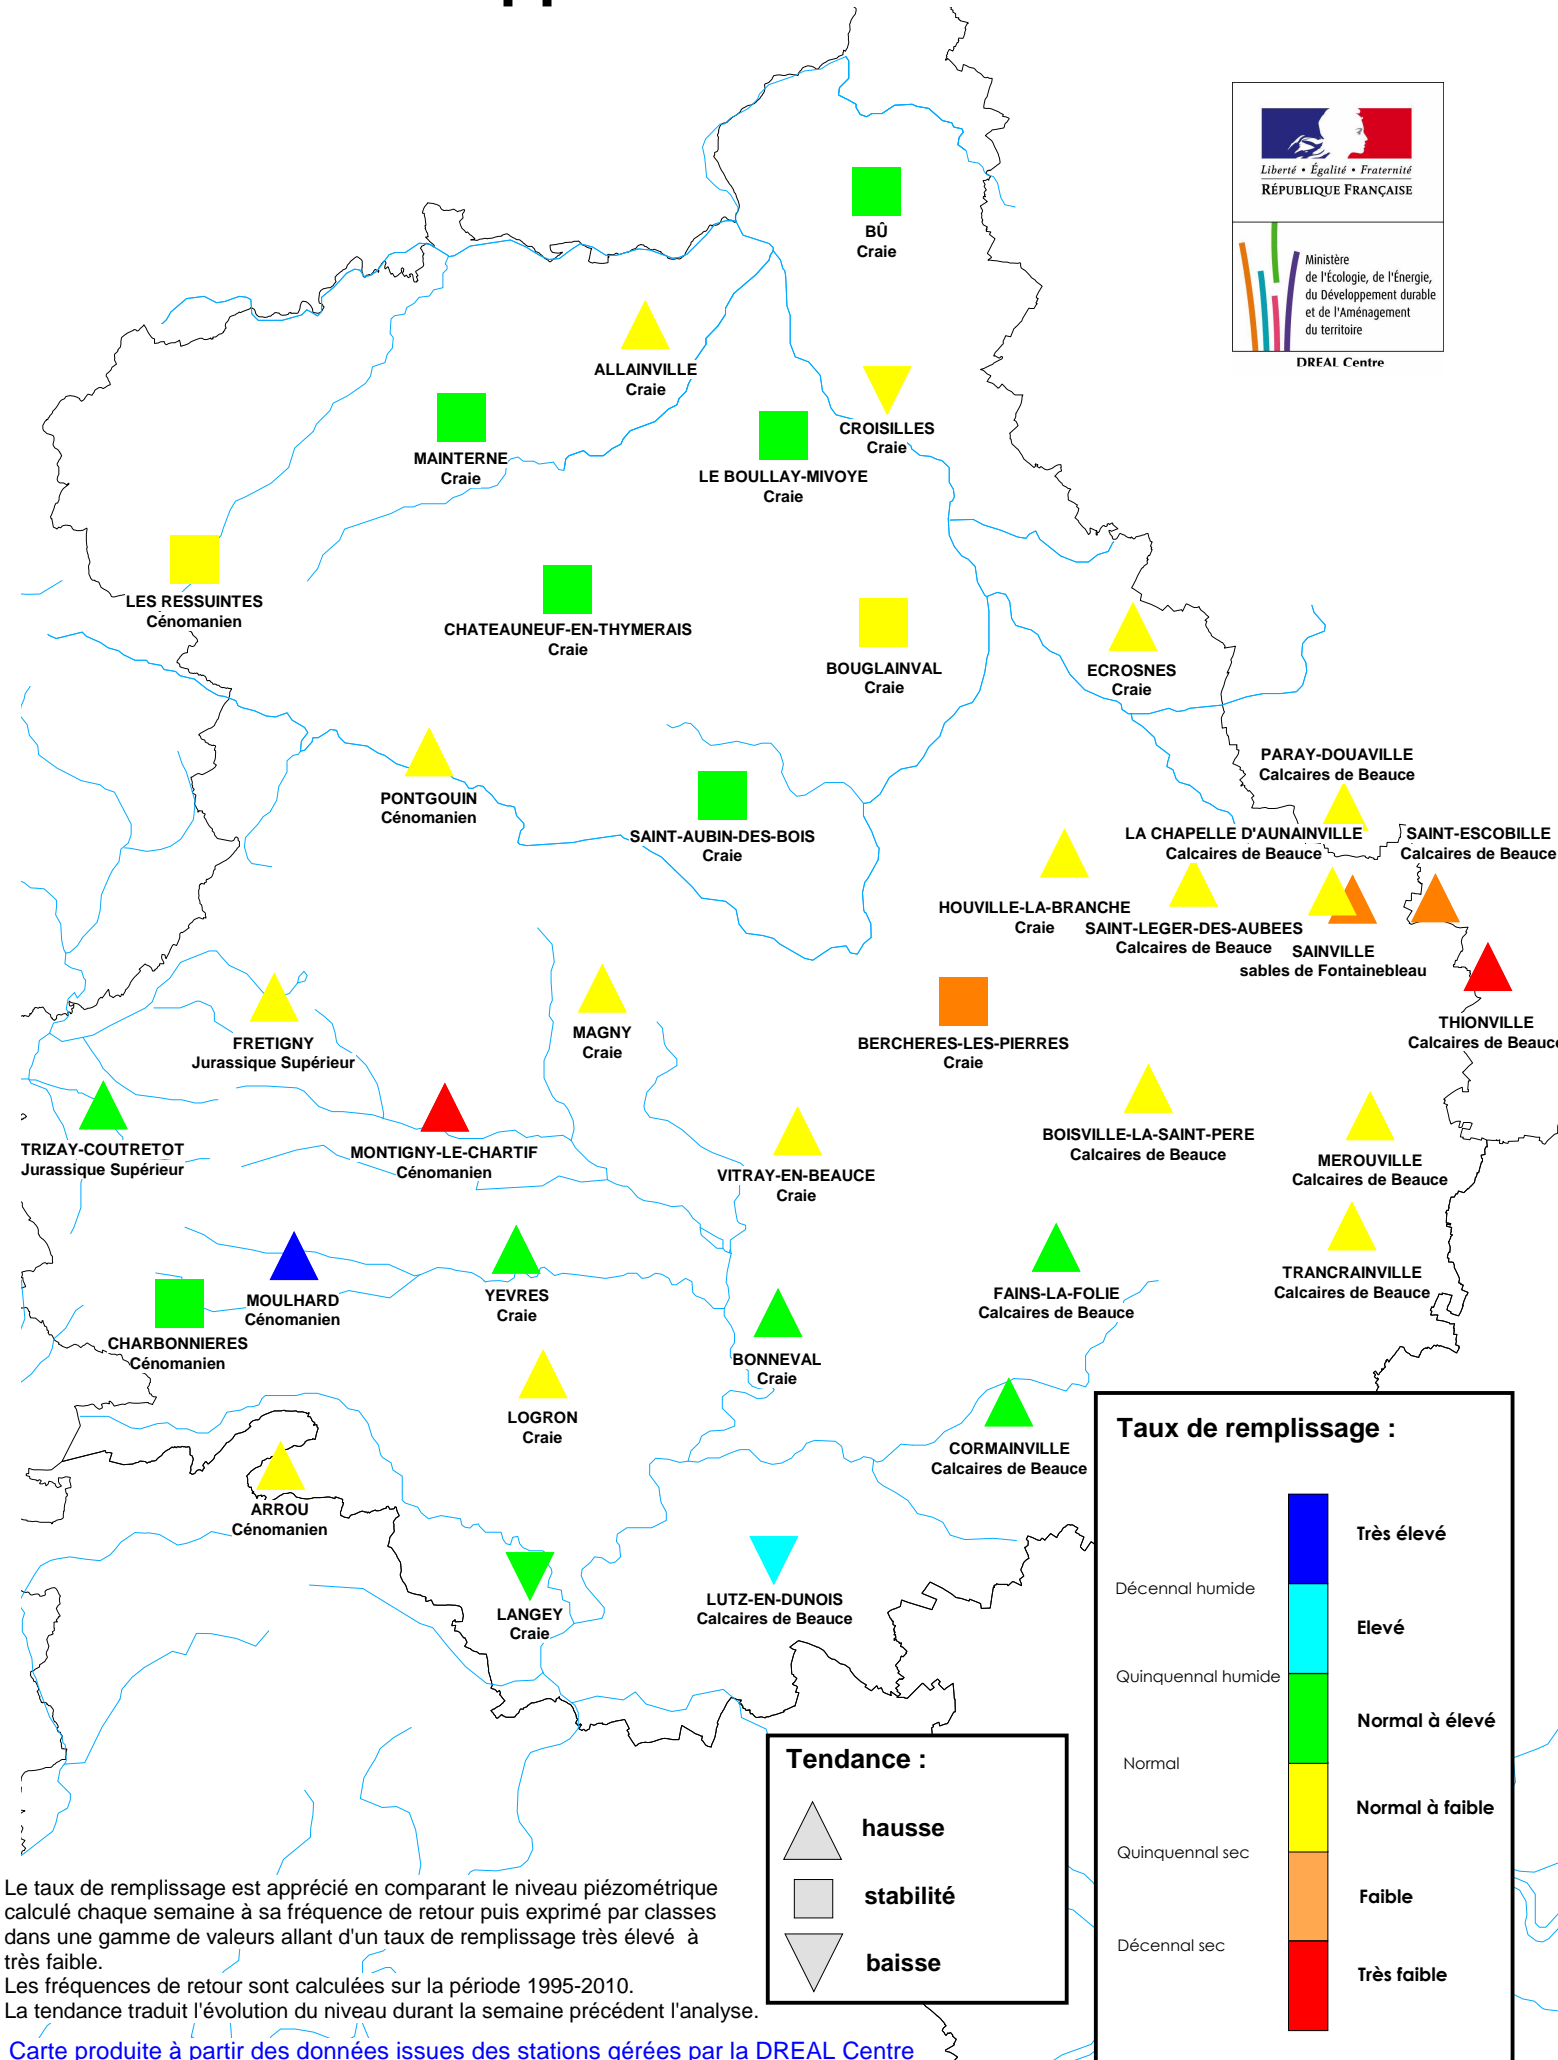 Liberté • Égalité • Fraternité
RÉPUBLIQUE FRANÇAISE
Ministère
de l'Écologie, de l'Énergie,
du Développement durable
et de l'Aménagement
du territoire
DREAL Centre
BÛ
Craie
ALLAINVILLE
Craie
CROISILLES
Craie
MAINTERNE
Craie
LE BOULLAY-MIVOYE
Craie
LES RESSUINTES
Cénomanien
CHATEAUNEUF-EN-THYMERAIS
Craie
BOUGLAINVAL
Craie
ECROSNES
Craie
PARAY-DOUAVILLE
Calcaires de Beauce
PONTGOUIN
Cénomanien
SAINT-AUBIN-DES-BOIS
Craie
LA CHAPELLE D'AUNAINVILLE
Calcaires de Beauce
SAINT-ESCOBILLE
Calcaires de Beauce
HOUVILLE-LA-BRANCHE
Craie
SAINT-LEGER-DES-AUBEES
Calcaires de Beauce
SAINVILLE
sables de Fontainebleau
THIONVILLE
Calcaires de Beauce
FRETIGNY
Jurassique Supérieur
MAGNY
Craie
BERCHERES-LES-PIERRES
Craie
TRIZAY-COUTRETOT
Jurassique Supérieur
MONTIGNY-LE-CHARTIF
Cénomanien
VITRAY-EN-BEAUCE
Craie
BOISVILLE-LA-SAINT-PERE
Calcaires de Beauce
MEROUVILLE
Calcaires de Beauce
MOULHARD
Cénomanien
YEVRES
Craie
FAINS-LA-FOLIE
Calcaires de Beauce
TRANCRAINVILLE
Calcaires de Beauce
CHARBONNIERES
Cénomanien
BONNEVAL
Craie
LOGRON
Craie
CORMAINVILLE
Calcaires de Beauce
ARROU
Cénomanien
LANGEY
Craie
LUTZ-EN-DUNOIS
Calcaires de Beauce
Taux de remplissage :
Très élevé
Décennal humide
Elevé
Quinquennal humide
Normal à élevé
Normal
Normal à faible
Quinquennal sec
Faible
Décennal sec
Très faible
Tendance :
hausse
stabilité
baisse
Le taux de remplissage est apprécié en comparant le niveau piézométrique
calculé chaque semaine à sa fréquence de retour puis exprimé par classes
dans une gamme de valeurs allant d'un taux de remplissage très élevé à
très faible.
Les fréquences de retour sont calculées sur la période 1995-2010.
La tendance traduit l'évolution du niveau durant la semaine précédent l'analyse.
Carte produite à partir des données issues des stations gérées par la DREAL Centre